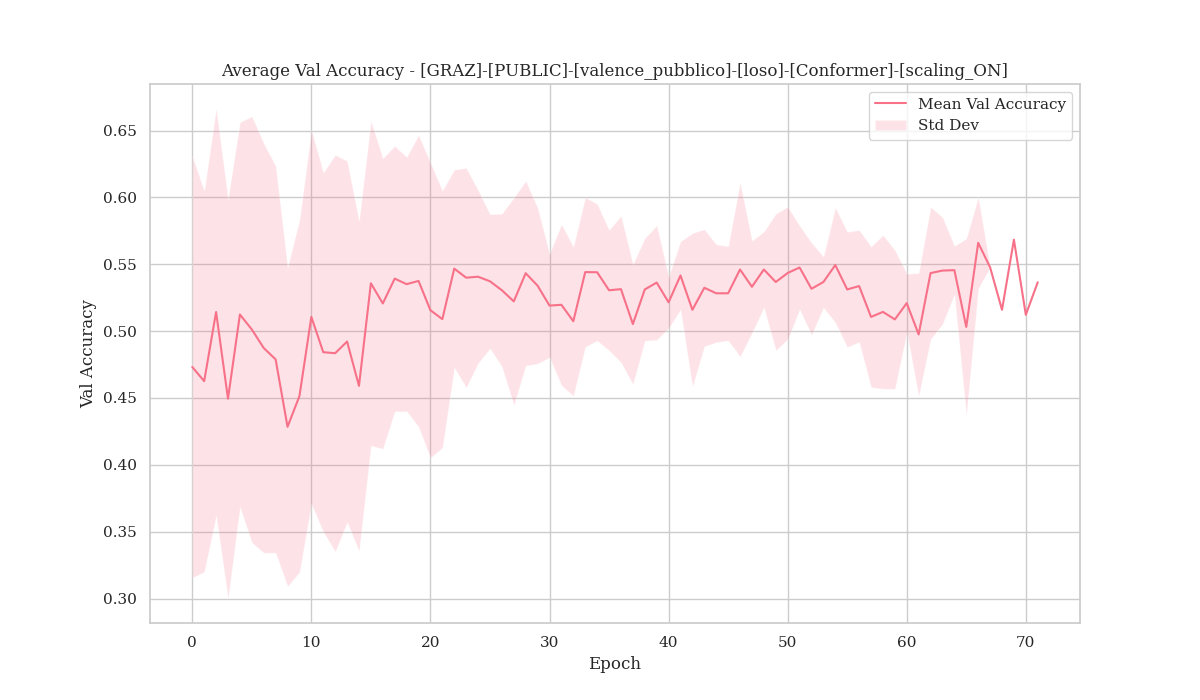 Average Val Accuracy - [GRAZ]-[PUBLIC]-[valence_pubblico]-[loso]-[Conformer]-[scaling_ON]
Mean Val Accuracy
Std Dev
Val Accuracy
0.65
0.60
0.55
0.50
0.45
0.40
0.35
0.30
0 10 20 30 40 50 60 70
Epoch